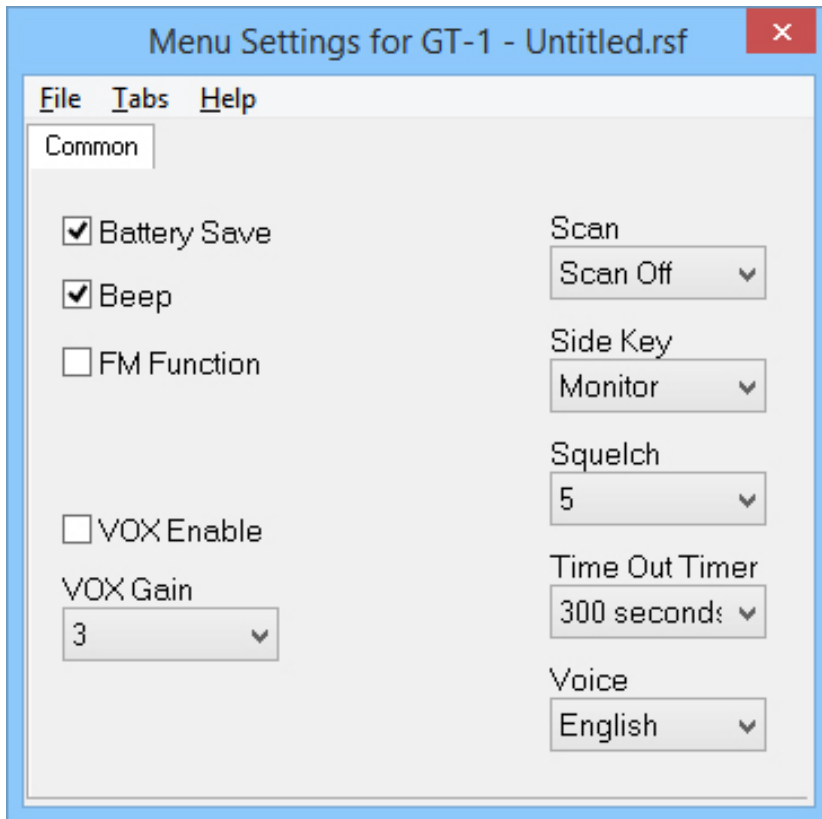 Menu Settings for GT-1 - Untitled.rsf
File Tabs Help
Common
Battery Save
Beep
FM Function
VOX Enable
VOX Gain
3
Scan
Scan Off
Side Key
Monitor
Squelch
5
Time Out Timer
300 seconds
Voice
English